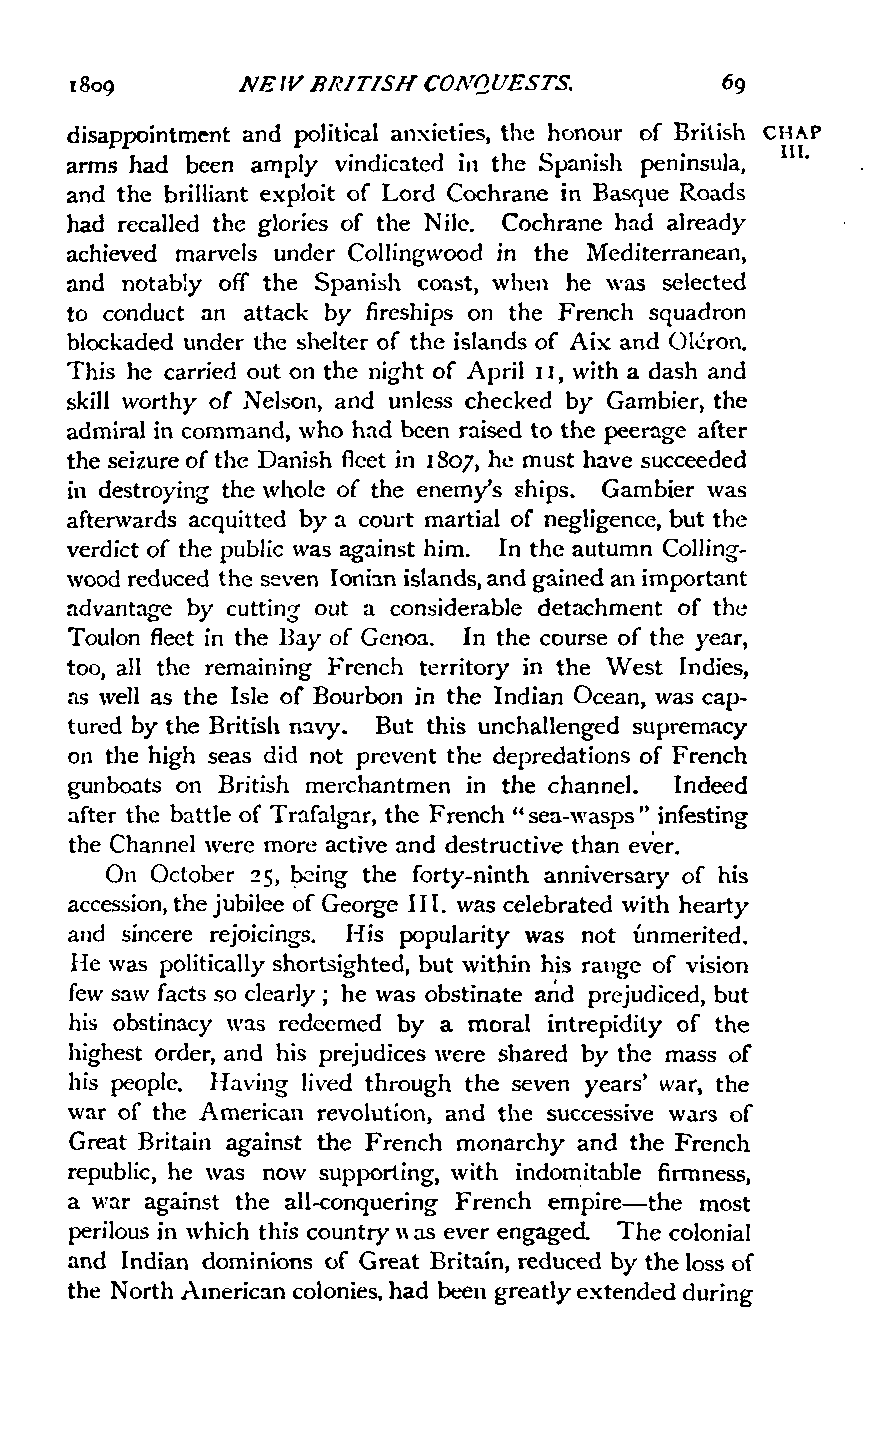 1809 NEW BRITISH CONQUESTS. 69
disappointment and political anxieties, the honour of British CHAP
arms had been amply vindicated in the Spanish peninsula, III.
and the brilliant exploit of Lord Cochrane in Basque Roads
had recalled the glories of the Nile. Cochrane had already
achieved marvels under Collingwood in the Mediterranean,
and notably off the Spanish coast, when he was selected
to conduct an attack by fireships on the French squadron
blockaded under the shelter of the islands of Aix and Oléron.
This he carried out on the night of April 11, with a dash and
skill worthy of Nelson, and unless checked by Gambier, the
admiral in command, who had been raised to the peerage after
the seizure of the Danish fleet in 1807, he must have succeeded
in destroying the whole of the enemy's ships. Gambier was
afterwards acquitted by a court martial of negligence, but the
verdict of the public was against him. In the autumn Colling-
wood reduced the seven Ionian islands, and gained an important
advantage by cutting out a considerable detachment of the
Toulon fleet in the Bay of Genoa. In the course of the year,
too, all the remaining French territory in the West Indies,
as well as the Isle of Bourbon in the Indian Ocean, was cap-
tured by the British navy. But this unchallenged supremacy
on the high seas did not prevent the depredations of French
gunboats on British merchantmen in the channel. Indeed
after the battle of Trafalgar, the French "sea-wasps" infesting
the Channel were more active and destructive than ever.
On October 25, being the forty-ninth anniversary of his
accession, the jubilee of George III. was celebrated with hearty
and sincere rejoicings. His popularity was not unmerited.
He was politically shortsighted, but within his range of vision
few saw facts so clearly; he was obstinate and prejudiced, but
his obstinacy was redeemed by a moral intrepidity of the
highest order, and his prejudices were shared by the mass of
his people. Having lived through the seven years' war, the
war of the American revolution, and the successive wars of
Great Britain against the French monarchy and the French
republic, he was now supporting, with indomitable firmness,
a war against the all-conquering French empire—the most
perilous in which this country was ever engaged. The colonial
and Indian dominions of Great Britain, reduced by the loss of
the North American colonies, had been greatly extended during